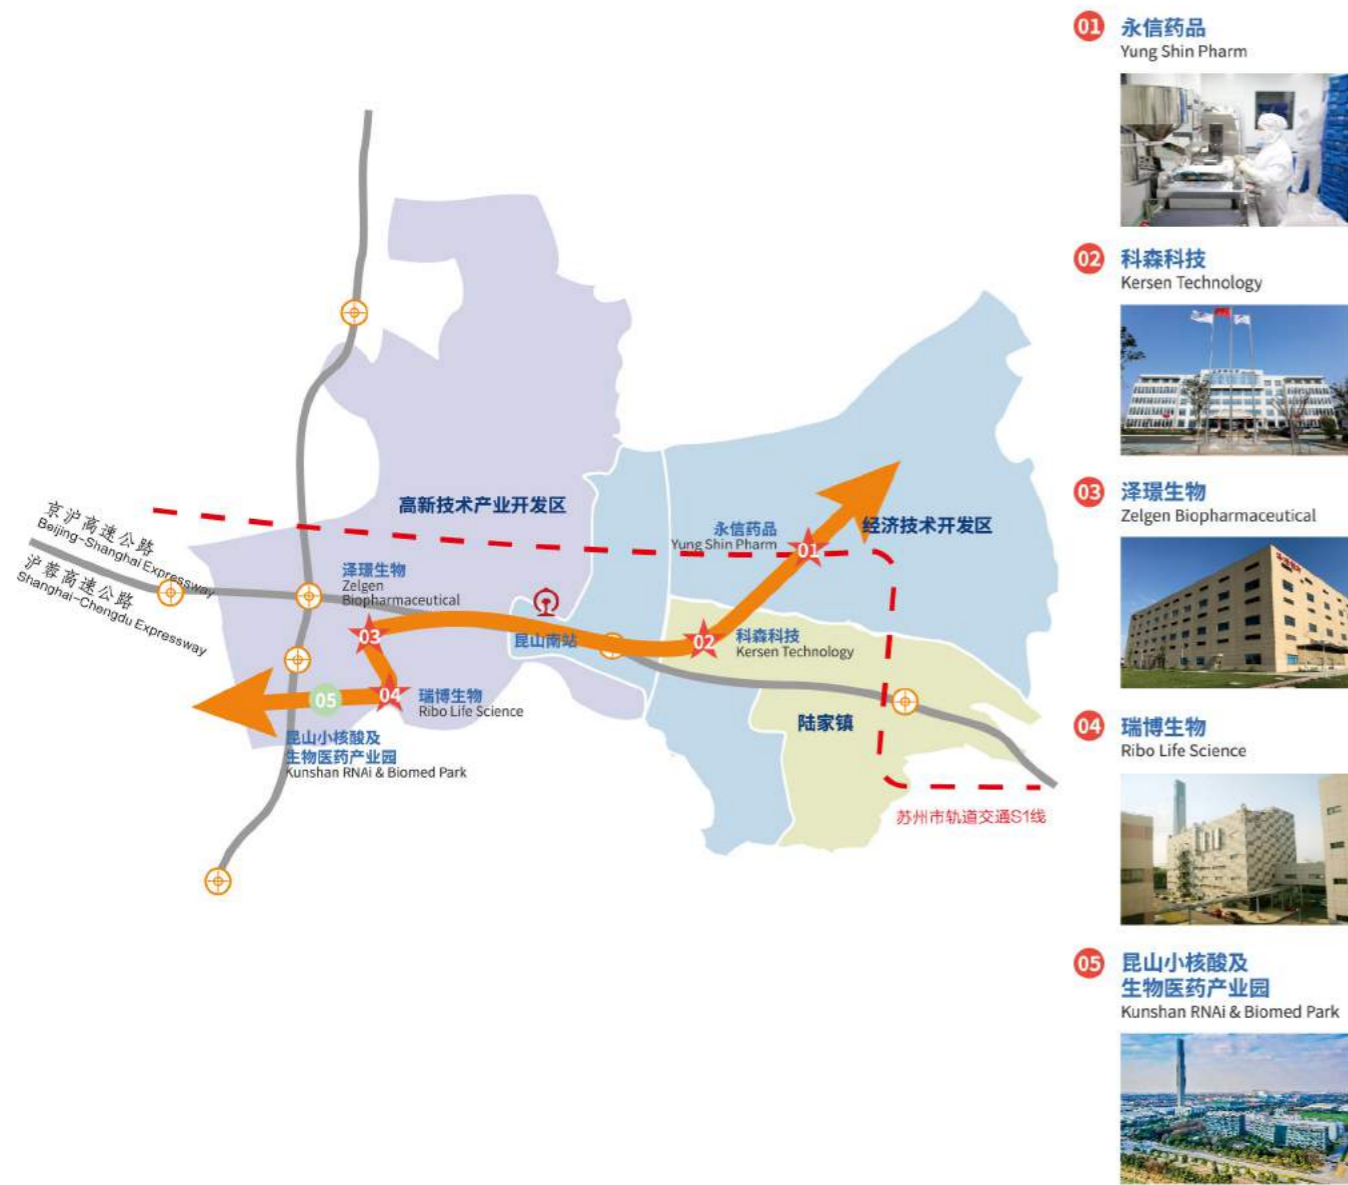 京沪高速公路
Beijing-Shanghai Expressway
沪蓉高速公路
Shanghai-Chengdu Expressway
高新技术产业开发区
泽璟生物
Zelgen
Biopharmaceutical
03
04
05
瑞博生物
Ribo Life Science
昆山小核酸及
生物医药产业园
Kunshan RNAi & Biomed Park
昆山南站
永信药品
Yung Shin Pharm
01
经济技术开发区
02
科森科技
Kersen Technology
陆家镇
苏州市轨道交通S1线
01
永信药品
Yung Shin Pharm
02
科森科技
Kersen Technology
03
泽璟生物
Zelgen Biopharmaceutical
04
瑞博生物
Ribo Life Science
05
昆山小核酸及
生物医药产业园
Kunshan RNAi & Biomed Park